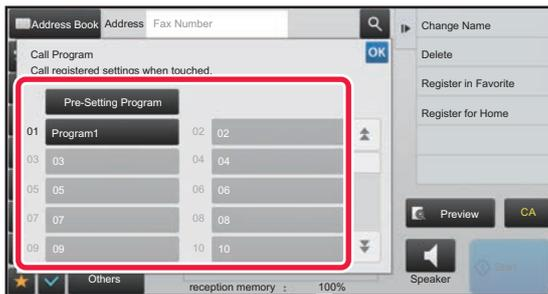 Address Book Address Fax Number
Call Program OK
Call registered settings when touched.
Pre-Setting Program
01 Program1 02 02
03 03 04 04
05 05 06 06
07 07 08 08
09 09 10 10
Others
reception memory : 100%
Change Name
Delete
Register in Favorite
Register for Home
Preview CA
Speaker Start